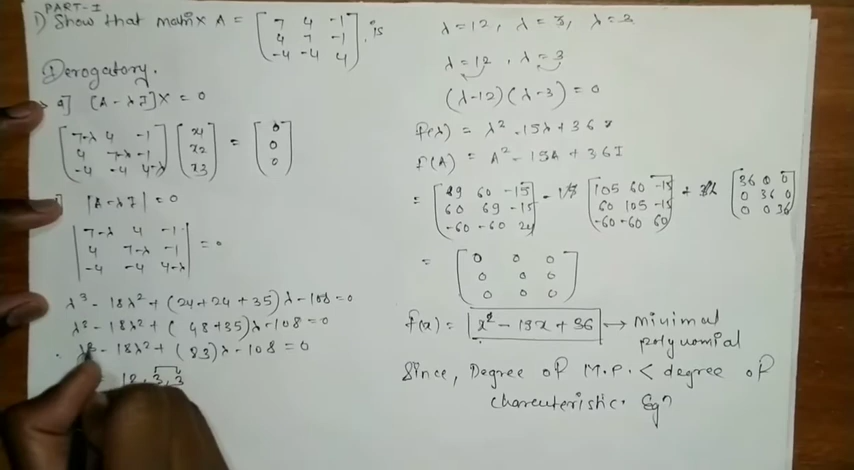 PART-I
1) Show that matrix A = [7 4 -1; 4 7 -1; -4 -4 4] is
Derogatory.
[A - λI]X = 0
[7-λ 4 -1; 4 7-λ -1; -4 -4 4-λ] [x1; x2; x3] = [0; 0; 0]
|A - λI| = 0
|7-λ 4 -1; 4 7-λ -1; -4 -4 4-λ| = 0
λ³ - 18λ² + (24+24+35)λ - 108 = 0
λ³ - 18λ² + (48+35)λ - 108 = 0
- 18λ² + (83)λ - 108 = 0
12, 3, 3
λ = 12, λ = 3, λ = 3
λ = 12, λ = 3
(λ-12)(λ-3) = 0
f(λ) = λ² - 15λ + 36
f(A) = A² - 15A + 36I
= [69 60 -15; 60 69 -15; -60 -60 24] - [105 60 -15; 60 105 -15; -60 -60 60] + [36 0 0; 0 36 0; 0 0 36]
= [0 0 0; 0 0 0; 0 0 0]
f(x) = x² - 15x + 36 → minimal
polynomial
Since, Degree of M.P. < degree of
charcuteristic. Eqn